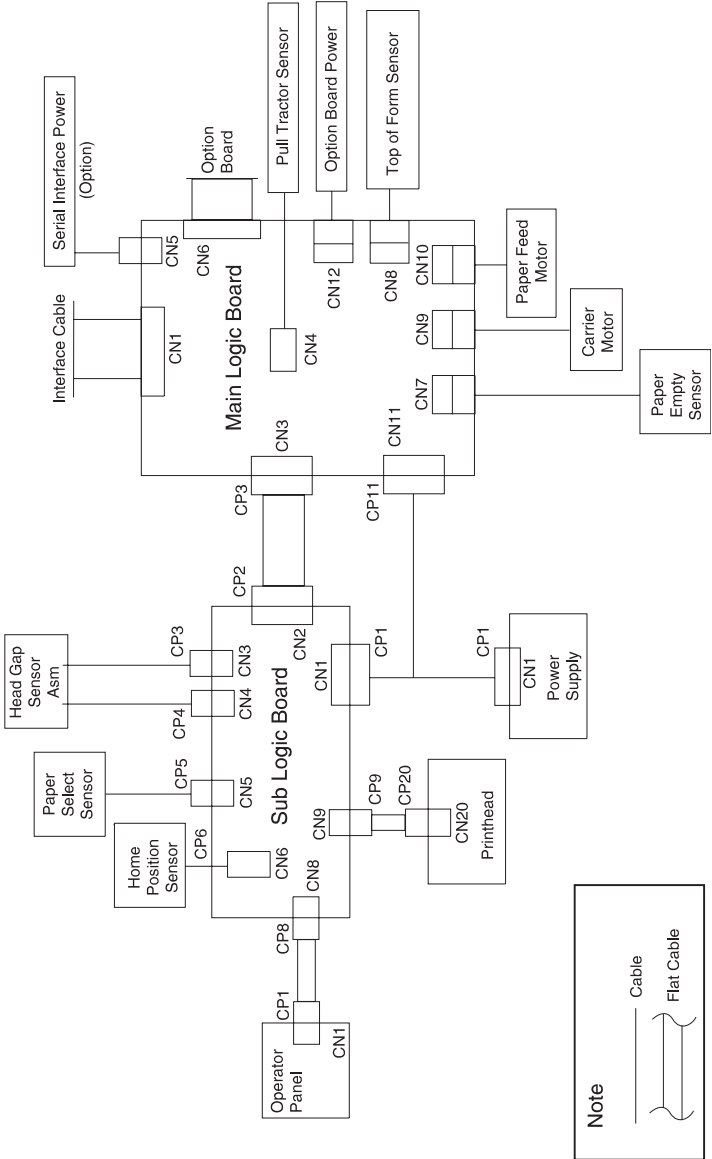 Serial Interface Power
(Option)
Interface Cable
Option
Board
Pull Tractor Sensor
Option Board Power
Top of Form Sensor
CN5
CN6
CN1
CN12
CN8
Main Logic Board
CN4
CN10
CN9
CN7
Paper Feed
Motor
Carrier
Motor
Paper
Empty
Sensor
CN3
CP3
CN11
CP11
CP2
CN2
Head Gap
Sensor
Asm
CP3
CN3
CP4
CN4
Paper
Select
Sensor
CP5
CN5
Home
Position
Sensor
CP6
CN6
Sub Logic Board
CN1
CP1
CP1
CN1
Power
Supply
CN9
CP9
CP20
CN20
Printhead
CN8
CP8
CP1
CN1
Operator
Panel
Note
Cable
Flat Cable